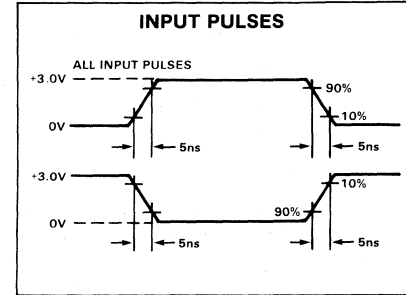 INPUT PULSES
ALL INPUT PULSES
+3.0V
90%
10%
0V
5ns
5ns
+3.0V
10%
90%
0V
5ns
5ns